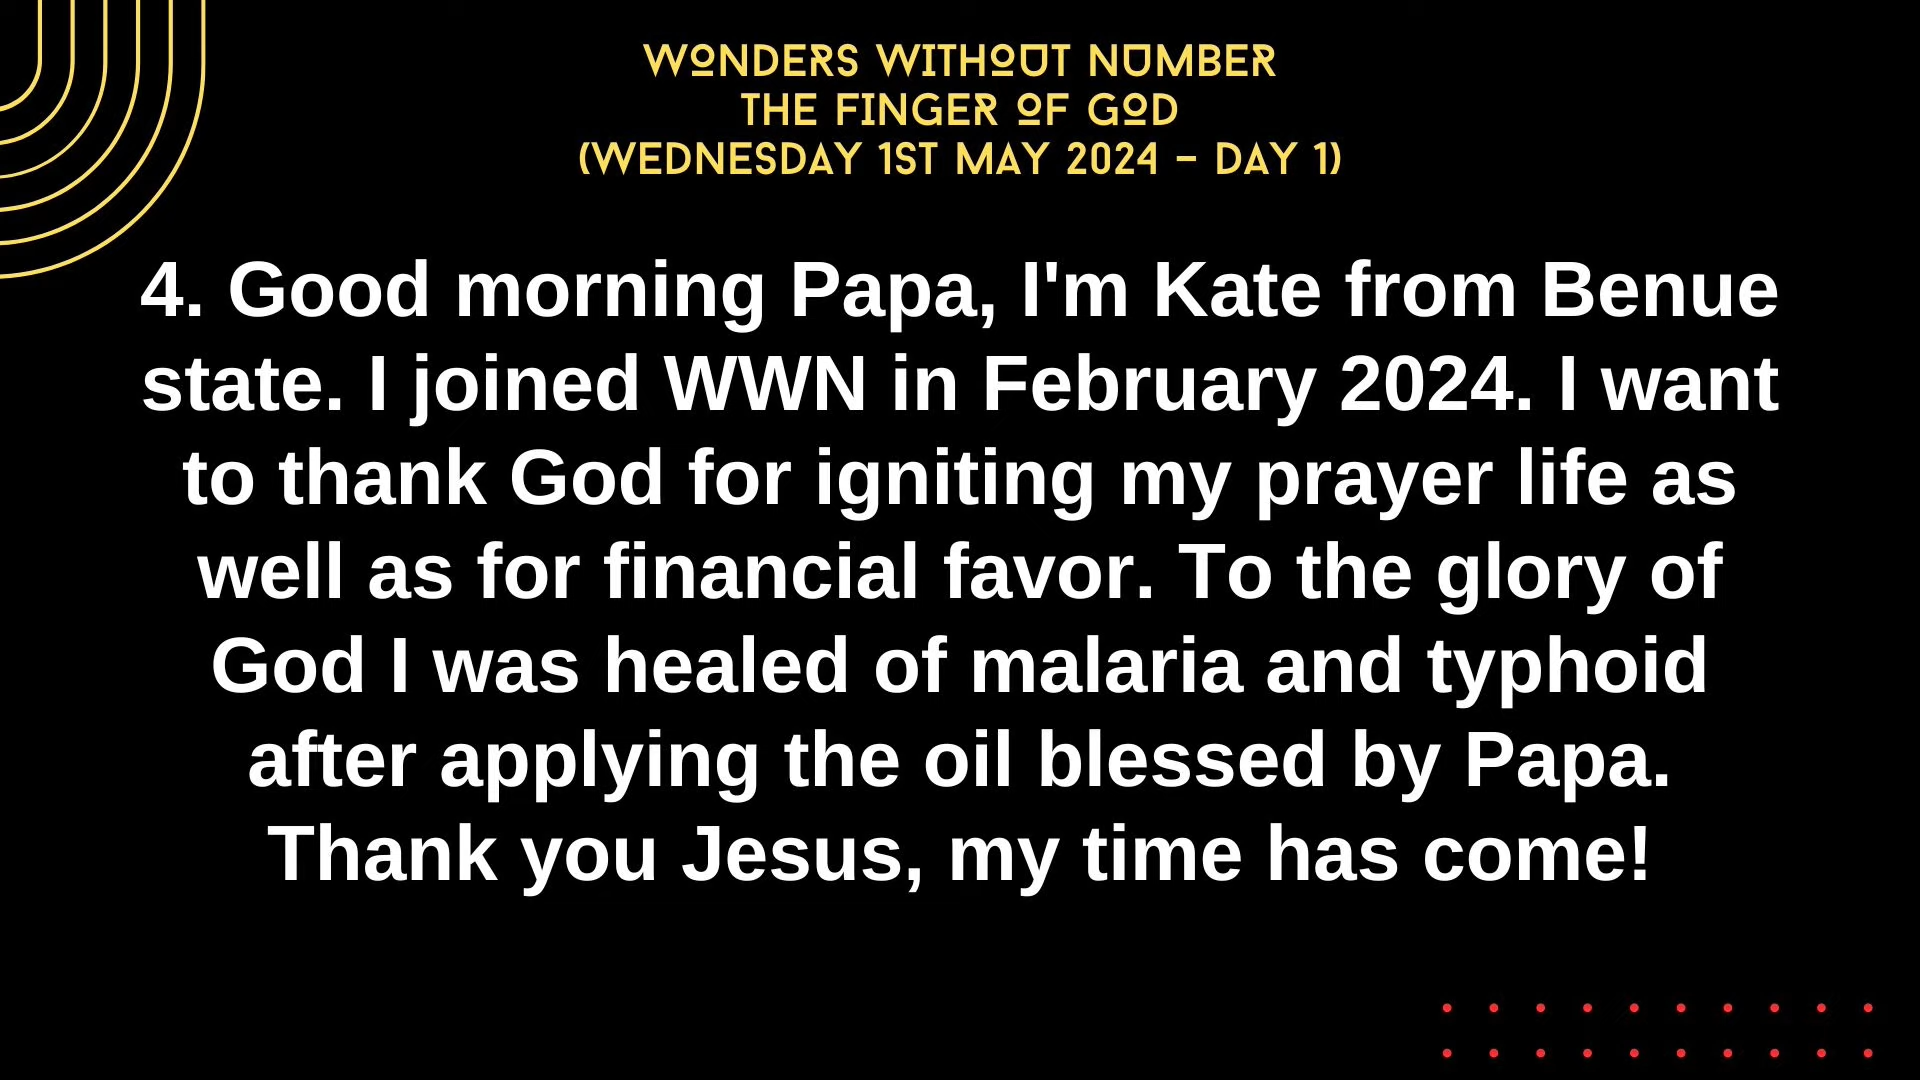 WONDERS WITHOUT NUMBER
THE FINGER OF GOD
(WEDNESDAY 1ST MAY 2024 - DAY 1)
4. Good morning Papa, I'm Kate from Benue
state. I joined WWN in February 2024. I want
to thank God for igniting my prayer life as
well as for financial favor. To the glory of
God I was healed of malaria and typhoid
after applying the oil blessed by Papa.
Thank you Jesus, my time has come!